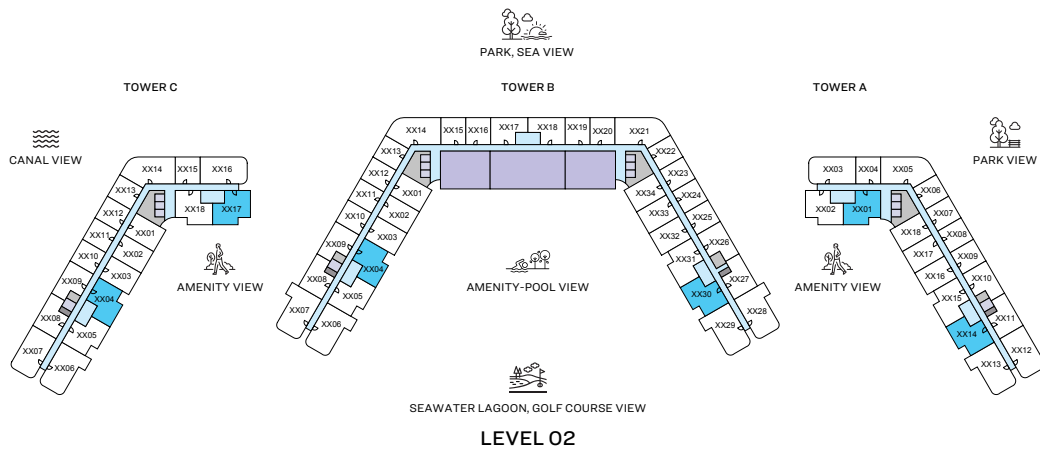 PARK, SEA VIEW
TOWER C
TOWER B
TOWER A
CANAL VIEW
PARK VIEW
XX14
XX15
XX16
XX13
XX12
XX11
XX10
XX09
XX08
XX07
XX06
XX05
XX04
XX03
XX02
XX01
XX18
XX17
XX14
XX15
XX16
XX17
XX18
XX19
XX20
XX21
XX13
XX12
XX11
XX10
XX09
XX08
XX07
XX06
XX05
XX04
XX03
XX02
XX01
XX22
XX23
XX24
XX25
XX26
XX27
XX28
XX29
XX30
XX31
XX32
XX33
XX34
XX03
XX04
XX05
XX02
XX01
XX06
XX07
XX08
XX09
XX10
XX11
XX12
XX13
XX14
XX15
XX16
XX17
XX18
AMENITY VIEW
AMENITY-POOL VIEW
AMENITY VIEW
SEAWATER LAGOON, GOLF COURSE VIEW
LEVEL 02